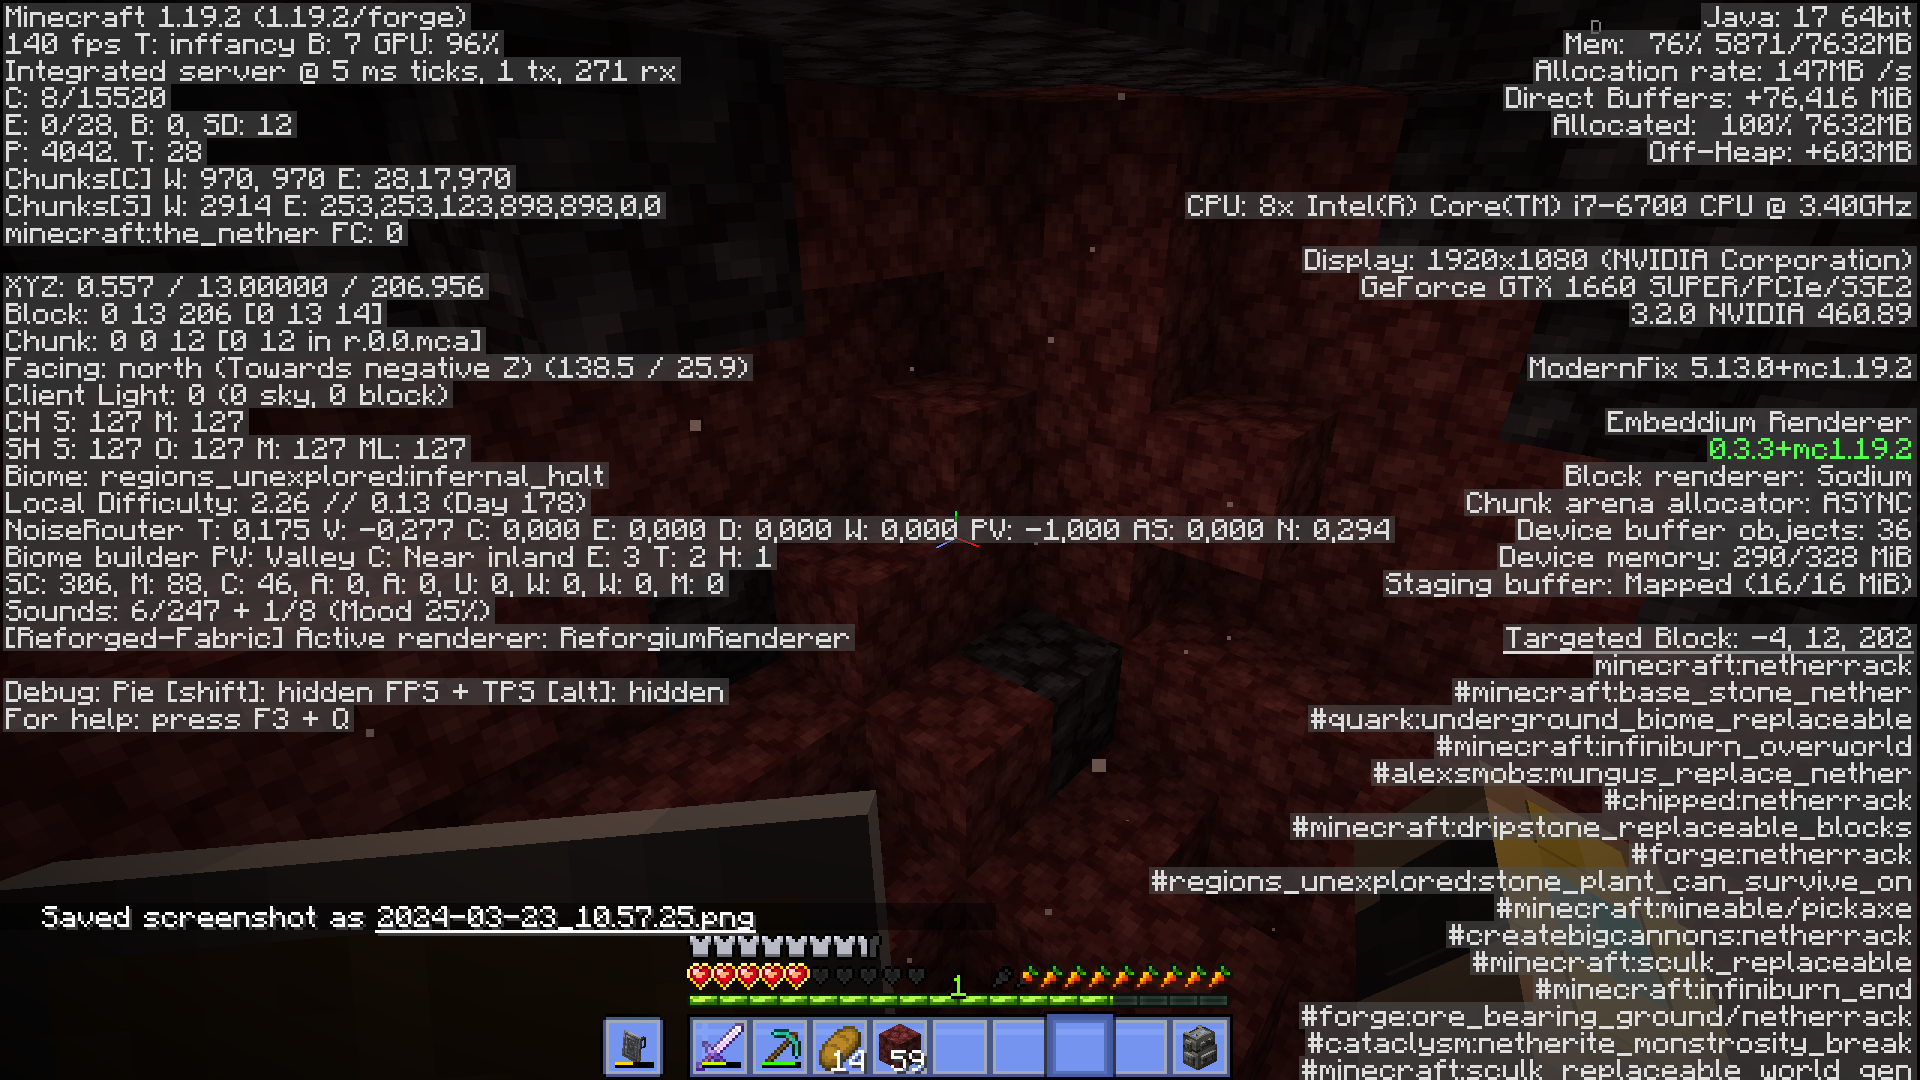 Minecraft 1.19.2 (1.19.2/forge)
140 fps T: inffancy B: 7 GPU: 96%
Integrated server @ 5 ms ticks, 1 tx, 271 rx
C: 8/15520
E: 0/28, B: 0, SD: 12
P: 4042. T: 28
Chunks[C] W: 970, 970 E: 28,17,970
Chunks[S] W: 2914 E: 253,253,123,898,898,0,0
minecraft:the_nether FC: 0
XYZ: 0.557 / 13.00000 / 206.956
Block: 0 13 206 [0 13 14]
Chunk: 0 0 12 [0 12 in r.0.0.mca]
Facing: north (Towards negative Z) (138.5 / 25.9)
Client Light: 0 (0 sky, 0 block)
CH S: 127 M: 127
SH S: 127 O: 127 M: 127 ML: 127
Biome: regions_unexplored:infernal_holt
Local Difficulty: 2.26 // 0.13 (Day 178)
NoiseRouter T: 0,175 V: -0,277 C: 0,000 E: 0,000 D: 0,000 W: 0,000 PV: -1,000 AS: 0,000 N: 0,294
Biome builder PV: Valley C: Near inland E: 3 T: 2 H: 1
SC: 306, M: 88, C: 46, A: 0, A: 0, U: 0, W: 0, W: 0, M: 0
Sounds: 6/247 + 1/8 (Mood 25%)
[Reforged-Fabric] Active renderer: ReforgiumRenderer
Debug: Pie [shift]: hidden FPS + TPS [alt]: hidden
For help: press F3 + Q
Java: 17 64bit
Mem: 76% 5871/7632MB
Allocation rate: 147MB /s
Direct Buffers: +76,416 MiB
Allocated: 100% 7632MB
Off-Heap: +603MB
CPU: 8x Intel(R) Core(TM) i7-6700 CPU @ 3.40GHz
Display: 1920x1080 (NVIDIA Corporation)
GeForce GTX 1660 SUPER/PCIe/SSE2
3.2.0 NVIDIA 460.89
ModernFix 5.13.0+mc1.19.2
Embeddium Renderer
0.3.3+mc1.19.2
Block renderer: Sodium
Chunk arena allocator: ASYNC
Device buffer objects: 36
Device memory: 290/328 MiB
Staging buffer: Mapped (16/16 MiB)
Targeted Block: -4, 12, 202
minecraft:netherrack
#minecraft:base_stone_nether
#quark:underground_biome_replaceable
#minecraft:infiniburn_overworld
#alexsmobs:mungus_replace_nether
#chipped:netherrack
#minecraft:dripstone_replaceable_blocks
#forge:netherrack
#regions_unexplored:stone_plant_can_survive_on
#minecraft:mineable/pickaxe
#createbigcannons:netherrack
#minecraft:sculk_replaceable
#minecraft:infiniburn_end
#forge:ore_bearing_ground/netherrack
#cataclysm:netherite_monstrosity_break
#minecraft:sculk_replaceable_world_gen
Saved screenshot as 2024-03-23_10.57.25.png
1
14
59